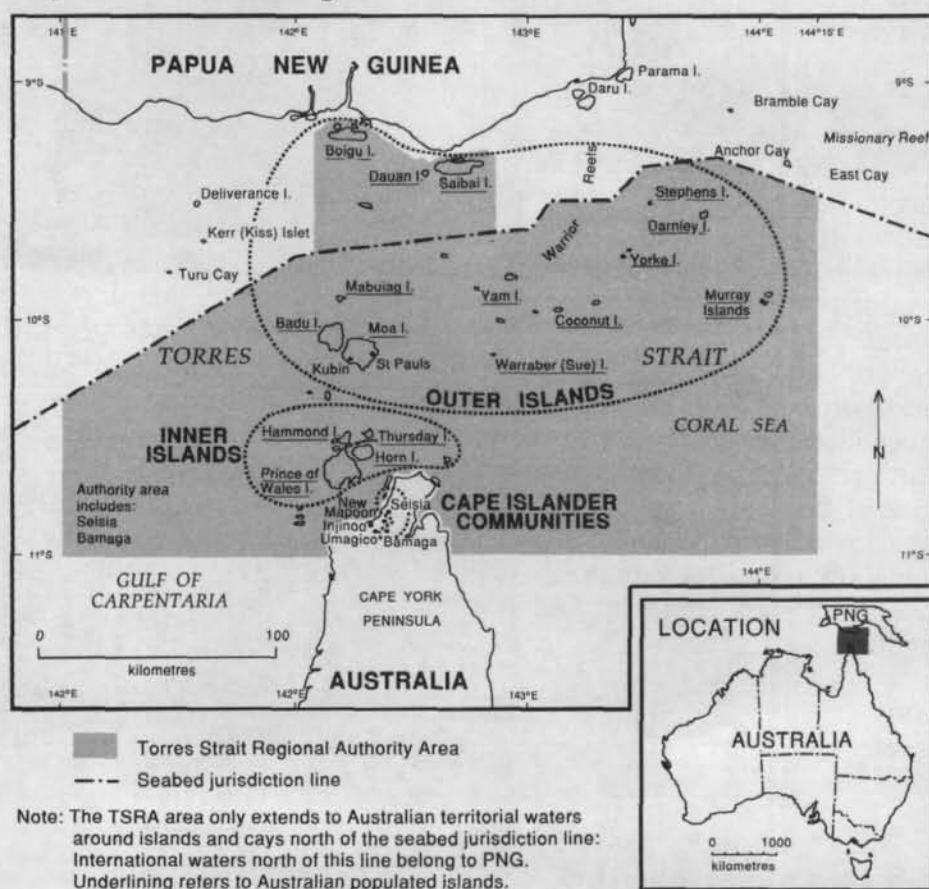 141°E
142°E
143°E
144°E
144°15'E
PAPUA NEW GUINEA
9°S
9°S
Parama I.
Daru I.
Bramble Cay
Missionary Reef
Boigu I.
Anchor Cay
East Cay
Dauan I.
Saibai I.
Reefs
Stephens I.
Deliverance I.
Darnley I.
Kerr (Kiss) Islet
Warrior
Yorke I.
Turu Cay
Mabuiag I.
Yam I.
Murray
Islands
10°S
10°S
Badu I.
Moa I.
Coconut I.
TORRES
STRAIT
Kubin
St Pauls
Warraber (Sue) I.
OUTER ISLANDS
CORAL SEA
INNER
ISLANDS
Hammond I.
Thursday I.
Horn I.
N
Prince of
Wales I.
Authority area
includes:
Seisia
Bamaga
New
Mapoon
Injinoo
Umagico
Seisia
Bamaga
CAPE ISLANDER
COMMUNITIES
11°S
11°S
144°E
GULF OF
CARPENTARIA
CAPE YORK
PENINSULA
0 100
kilometres
AUSTRALIA
142°E
142°E
143°E
LOCATION
PNG
AUSTRALIA
0 1000
kilometres
Torres Strait Regional Authority Area
Seabed jurisdiction line
Note: The TSRA area only extends to Australian territorial waters
around islands and cays north of the seabed jurisdiction line:
International waters north of this line belong to PNG.
Underlining refers to Australian populated islands.